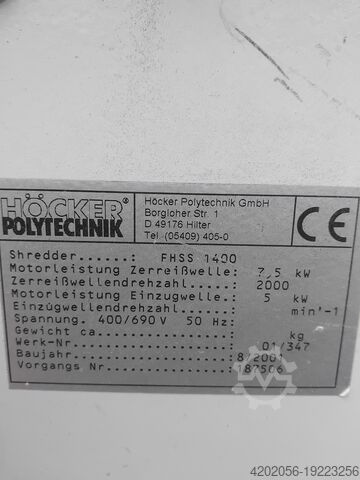 HÖCKER®
POLYTECHNIK
Höcker Polytechnik GmbH
Borgloher Str. 1
D 49176 Hilter
Tel. (05409) 405-0
CE
Shredder......: FHSS 1400
Motorleistung Zerreißwelle: 7,5 kW
Zerreißwellendrehzahl: 2000
Motorleistung Einzugwelle: 5 kW
Einzugwellendrehzahl.....: min'-1
Spannung. 400/690 V 50 Hz:
Gewicht ca...............: kg
Werk-Nr..................: 01/347
Baujahr..................: 8/2001
Vorgangs Nr..............: 187506
4202056-19223256